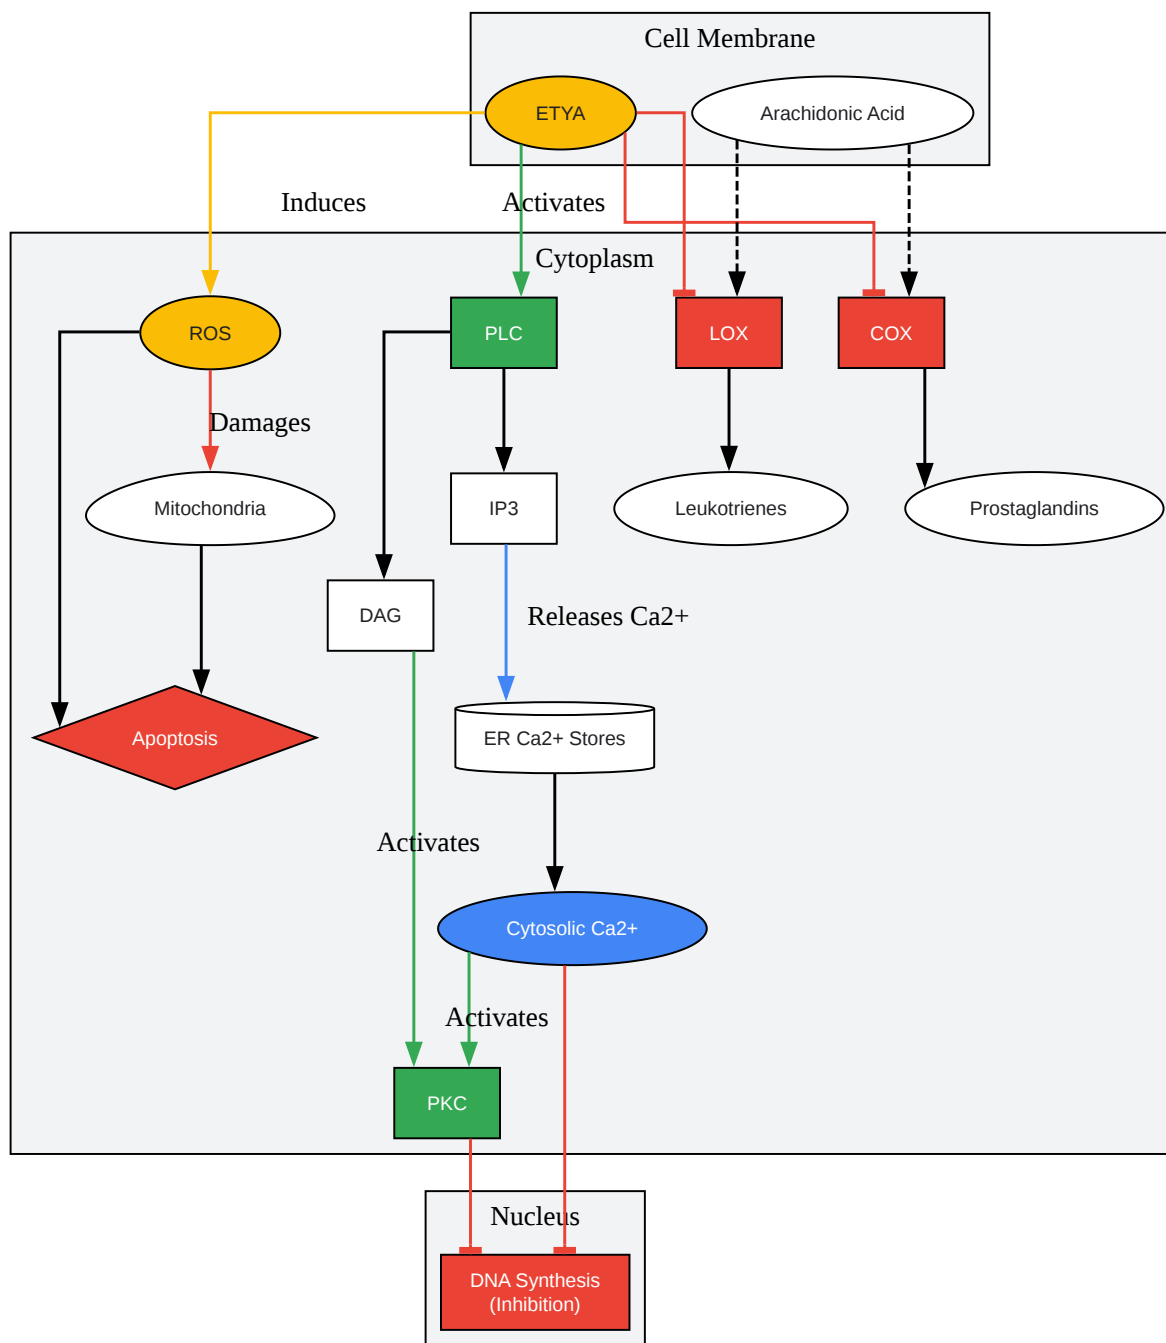 Cell Membrane
ETYA
Arachidonic Acid
Induces
Activates
Cytoplasm
ROS
PLC
LOX
COX
Damages
Mitochondria
IP3
Leukotrienes
Prostaglandins
DAG
Releases Ca2+
Apoptosis
ER Ca2+ Stores
Activates
Cytosolic Ca2+
Activates
PKC
Nucleus
DNA Synthesis
(Inhibition)